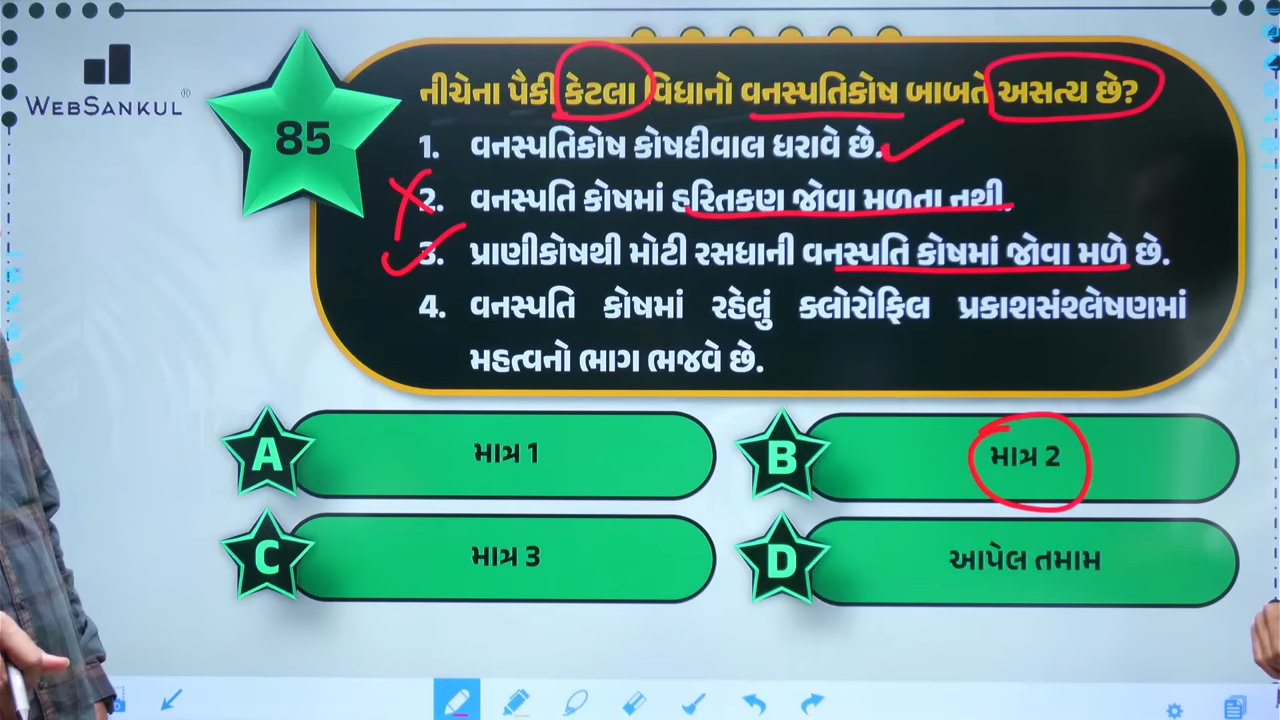 WEBSANKUL®
85
નીચેના પૈકી કેટલા વિધાનો વનસ્પતિકોષ બાબતે અસત્ય છે?
1. વનસ્પતિકોષ કોષદીવાલ ધરાવે છે.
2. વનસ્પતિ કોષમાં હરિતકણ જોવા મળતા નથી.
3. પ્રાણીકોષથી મોટી રસધાની વનસ્પતિ કોષમાં જોવા મળે છે.
4. વનસ્પતિ કોષમાં રહેલું ક્લોરોફિલ પ્રકાશસંશ્લેષણમાં
મહત્વનો ભાગ ભજવે છે.
A માત્ર 1
B માત્ર 2
C માત્ર 3
D આપેલ તમામ